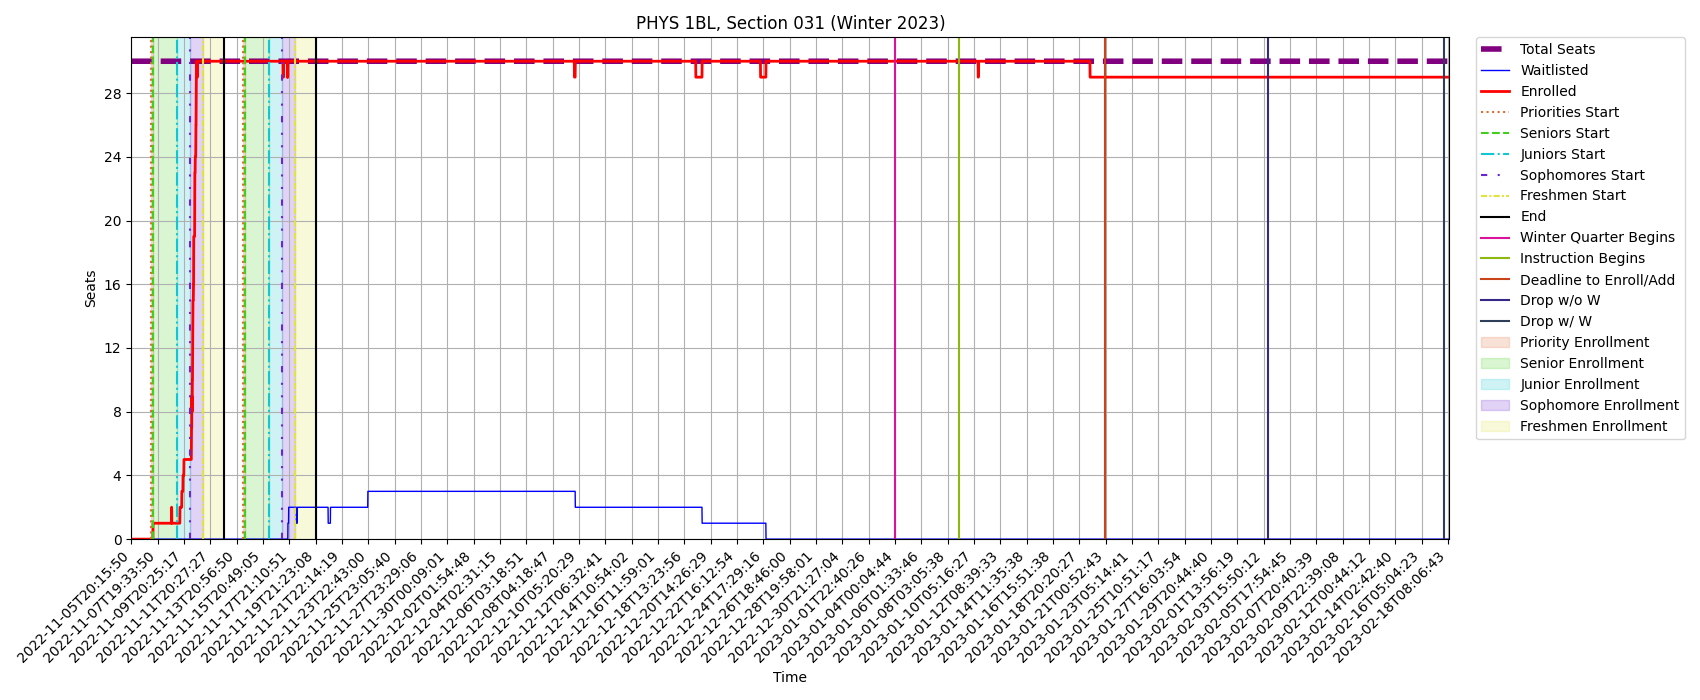 PHYS 1BL, Section 031 (Winter 2023)
Seats
28
24
20
16
12
8
4
0
2022-11-05T20:15:50
2022-11-07T19:33:50
2022-11-09T20:25:17
2022-11-11T20:27:27
2022-11-13T20:56:50
2022-11-15T20:49:05
2022-11-17T21:10:51
2022-11-19T21:23:08
2022-11-21T22:14:19
2022-11-23T22:43:00
2022-11-25T23:05:40
2022-11-27T23:29:06
2022-11-30T00:09:01
2022-12-02T01:54:48
2022-12-04T02:31:15
2022-12-06T03:18:51
2022-12-08T04:18:47
2022-12-10T05:20:29
2022-12-12T06:32:41
2022-12-14T10:54:02
2022-12-16T11:59:01
2022-12-18T13:23:56
2022-12-20T14:26:29
2022-12-22T16:12:54
2022-12-24T17:29:16
2022-12-26T18:46:00
2022-12-28T19:58:01
2022-12-30T21:27:04
2023-01-01T22:40:26
2023-01-04T00:04:44
2023-01-06T01:33:46
2023-01-08T03:05:38
2023-01-10T05:16:27
2023-01-12T08:39:33
2023-01-14T11:35:38
2023-01-16T15:51:38
2023-01-18T20:20:27
2023-01-21T00:52:43
2023-01-23T05:14:41
2023-01-25T10:51:17
2023-01-27T16:03:54
2023-01-29T20:44:40
2023-02-01T13:56:19
2023-02-03T15:50:12
2023-02-05T17:54:45
2023-02-07T20:40:39
2023-02-09T22:39:08
2023-02-12T00:44:12
2023-02-14T02:42:40
2023-02-16T05:04:23
2023-02-18T08:06:43
Time
Total Seats
Waitlisted
Enrolled
Priorities Start
Seniors Start
Juniors Start
Sophomores Start
Freshmen Start
End
Winter Quarter Begins
Instruction Begins
Deadline to Enroll/Add
Drop w/o W
Drop w/ W
Priority Enrollment
Senior Enrollment
Junior Enrollment
Sophomore Enrollment
Freshmen Enrollment